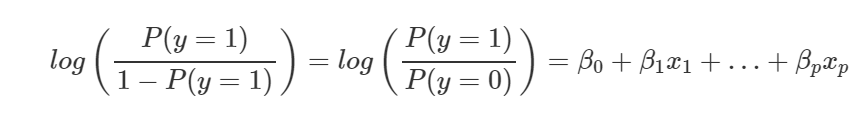 log(P(y = 1) / 1 − P(y = 1)) = log(P(y = 1) / P(y = 0)) = β₀ + β₁x₁ + . . . + βₚxₚ